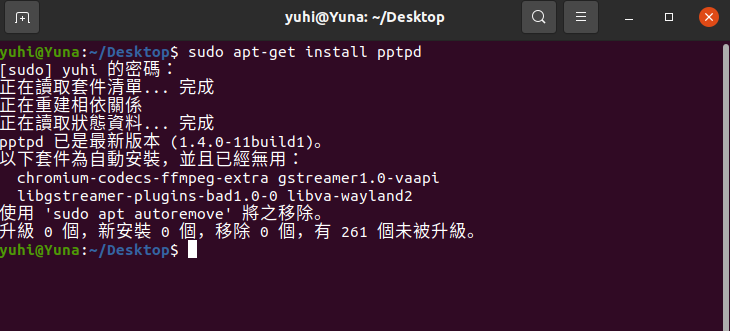 yuhi@Yuna: ~/Desktop
yuhi@Yuna:~/Desktop$ sudo apt-get install pptpd
[sudo] yuhi 的密碼：
正在讀取套件清單... 完成
正在重建相依關係
正在讀取狀態資料... 完成
pptpd 已是最新版本 (1.4.0-11build1)。
以下套件為自動安裝，並且已經無用：
  chromium-codecs-ffmpeg-extra gstreamer1.0-vaapi
  libgstreamer-plugins-bad1.0-0 libva-wayland2
使用 'sudo apt autoremove' 將之移除。
升級 0 個，新安裝 0 個，移除 0 個，有 261 個未被升級。
yuhi@Yuna:~/Desktop$